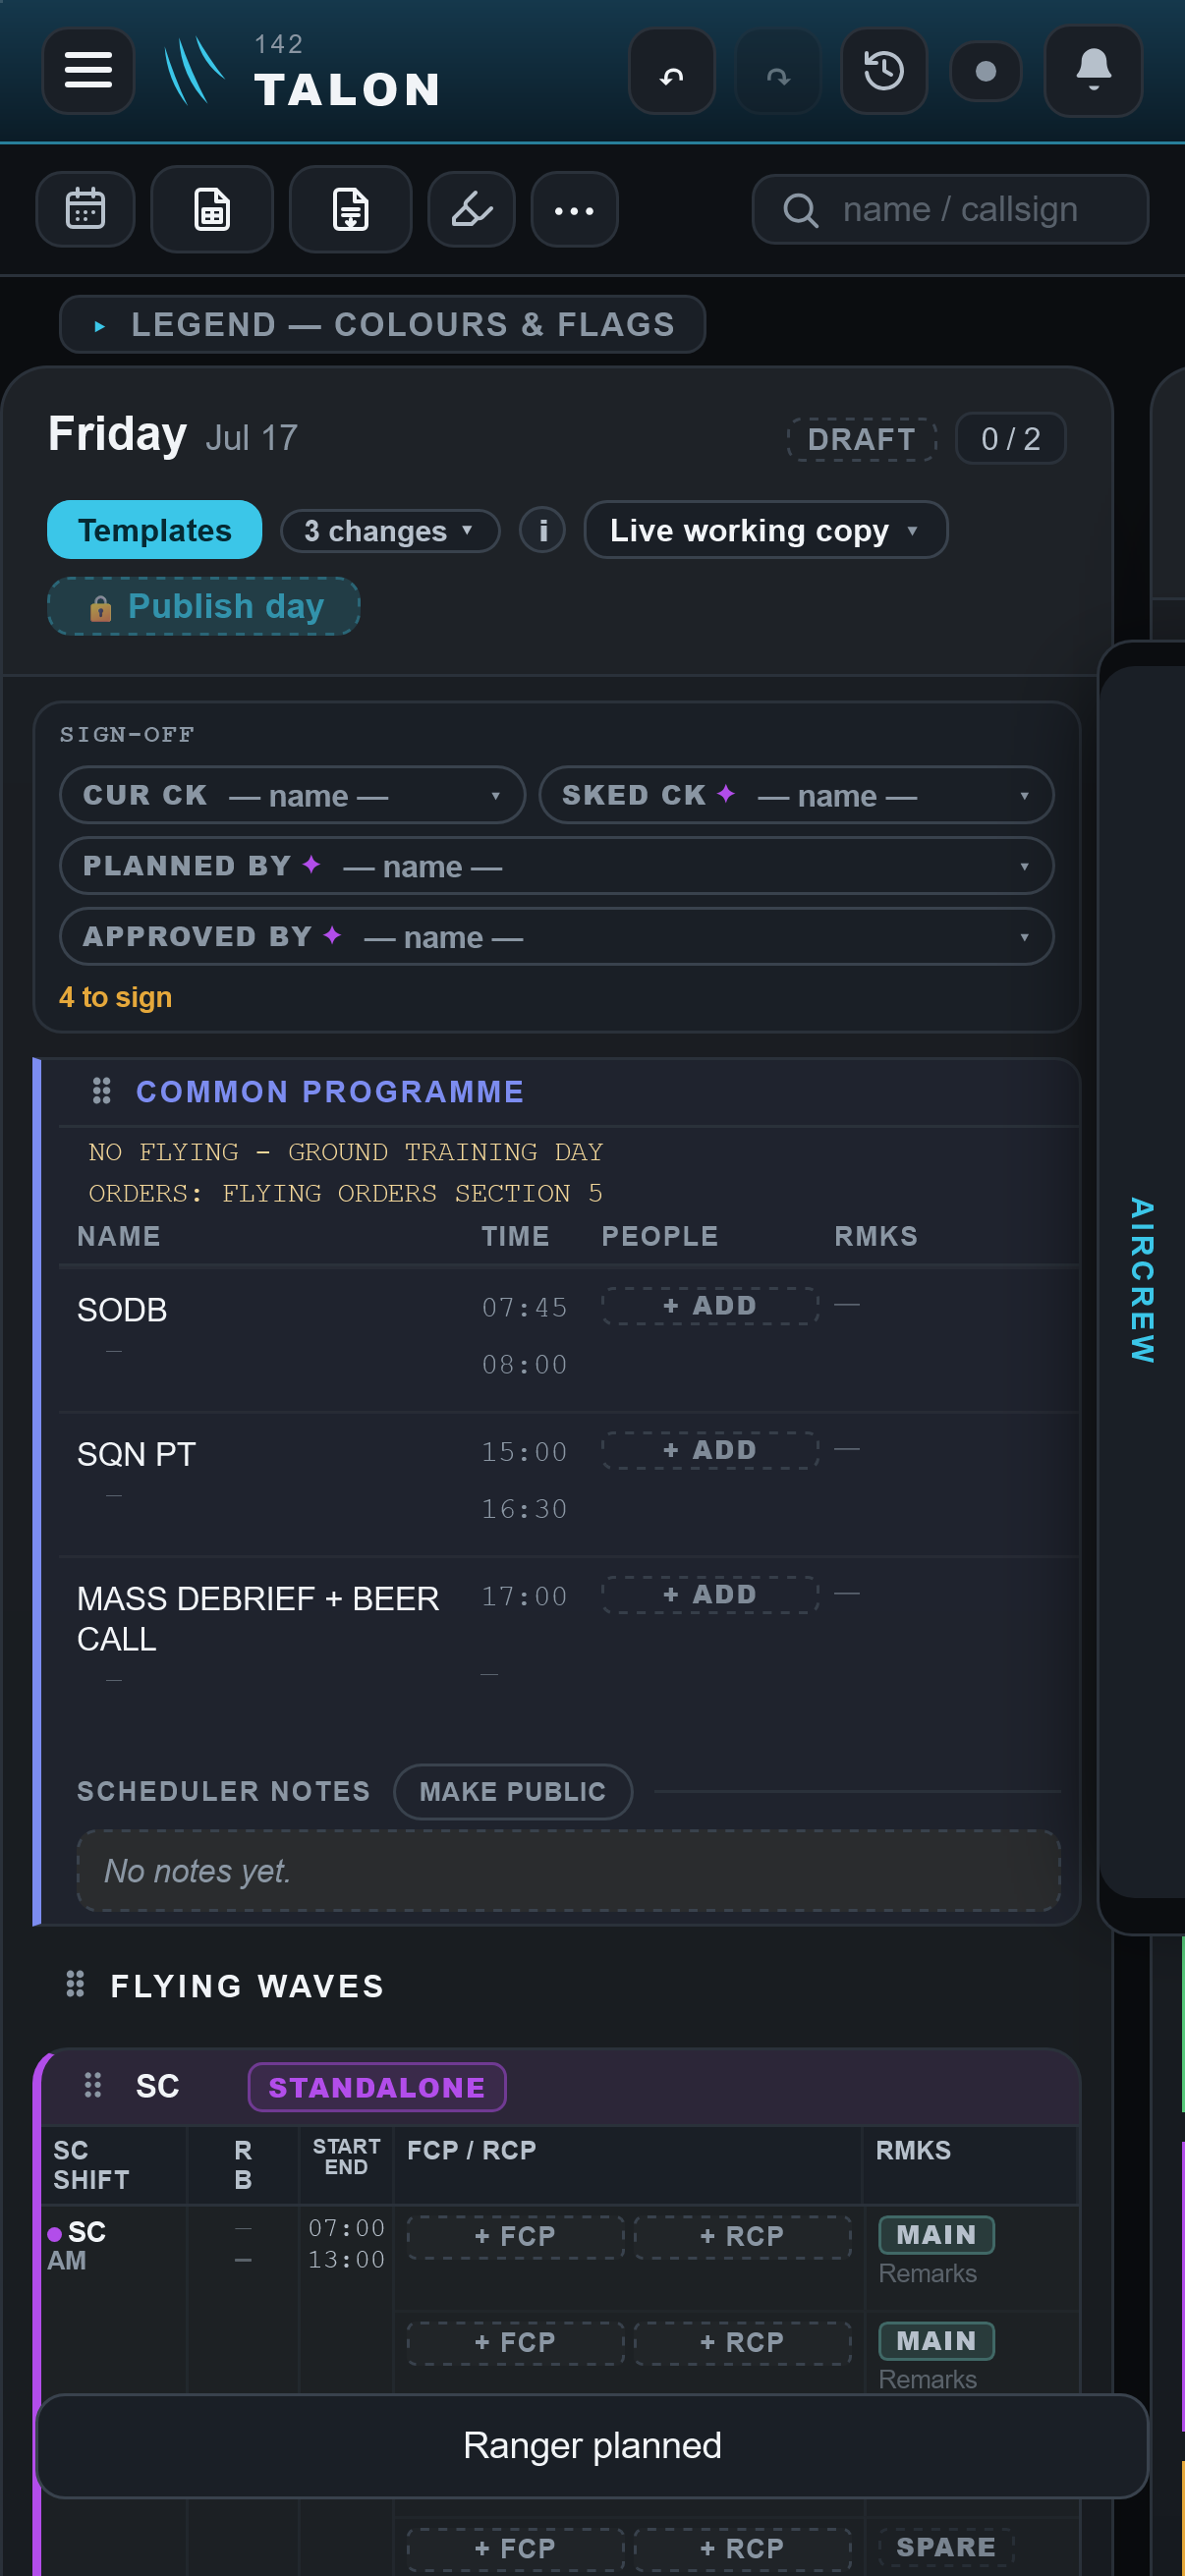 142
TALON
name / callsign
LEGEND — COLOURS & FLAGS
Friday Jul 17 DRAFT 0 / 2
Templates 3 changes i Live working copy
Publish day
SIGN-OFF
CUR CK — name — SKED CK — name —
PLANNED BY — name —
APPROVED BY — name —
4 to sign
COMMON PROGRAMME
NO FLYING - GROUND TRAINING DAY
ORDERS: FLYING ORDERS SECTION 5
NAME TIME PEOPLE RMKS
SODB 07:45 + ADD —
— 08:00
SQN PT 15:00 + ADD —
— 16:30
MASS DEBRIEF + BEER 17:00 + ADD —
CALL
— —
SCHEDULER NOTES MAKE PUBLIC
No notes yet.
AIRCREW
FLYING WAVES
SC STANDALONE
SC R START FCP / RCP RMKS
SHIFT B END
SC — 07:00 + FCP + RCP MAIN
AM — 13:00 Remarks
+ FCP + RCP MAIN
Remarks
Ranger planned
+ FCP + RCP SPARE